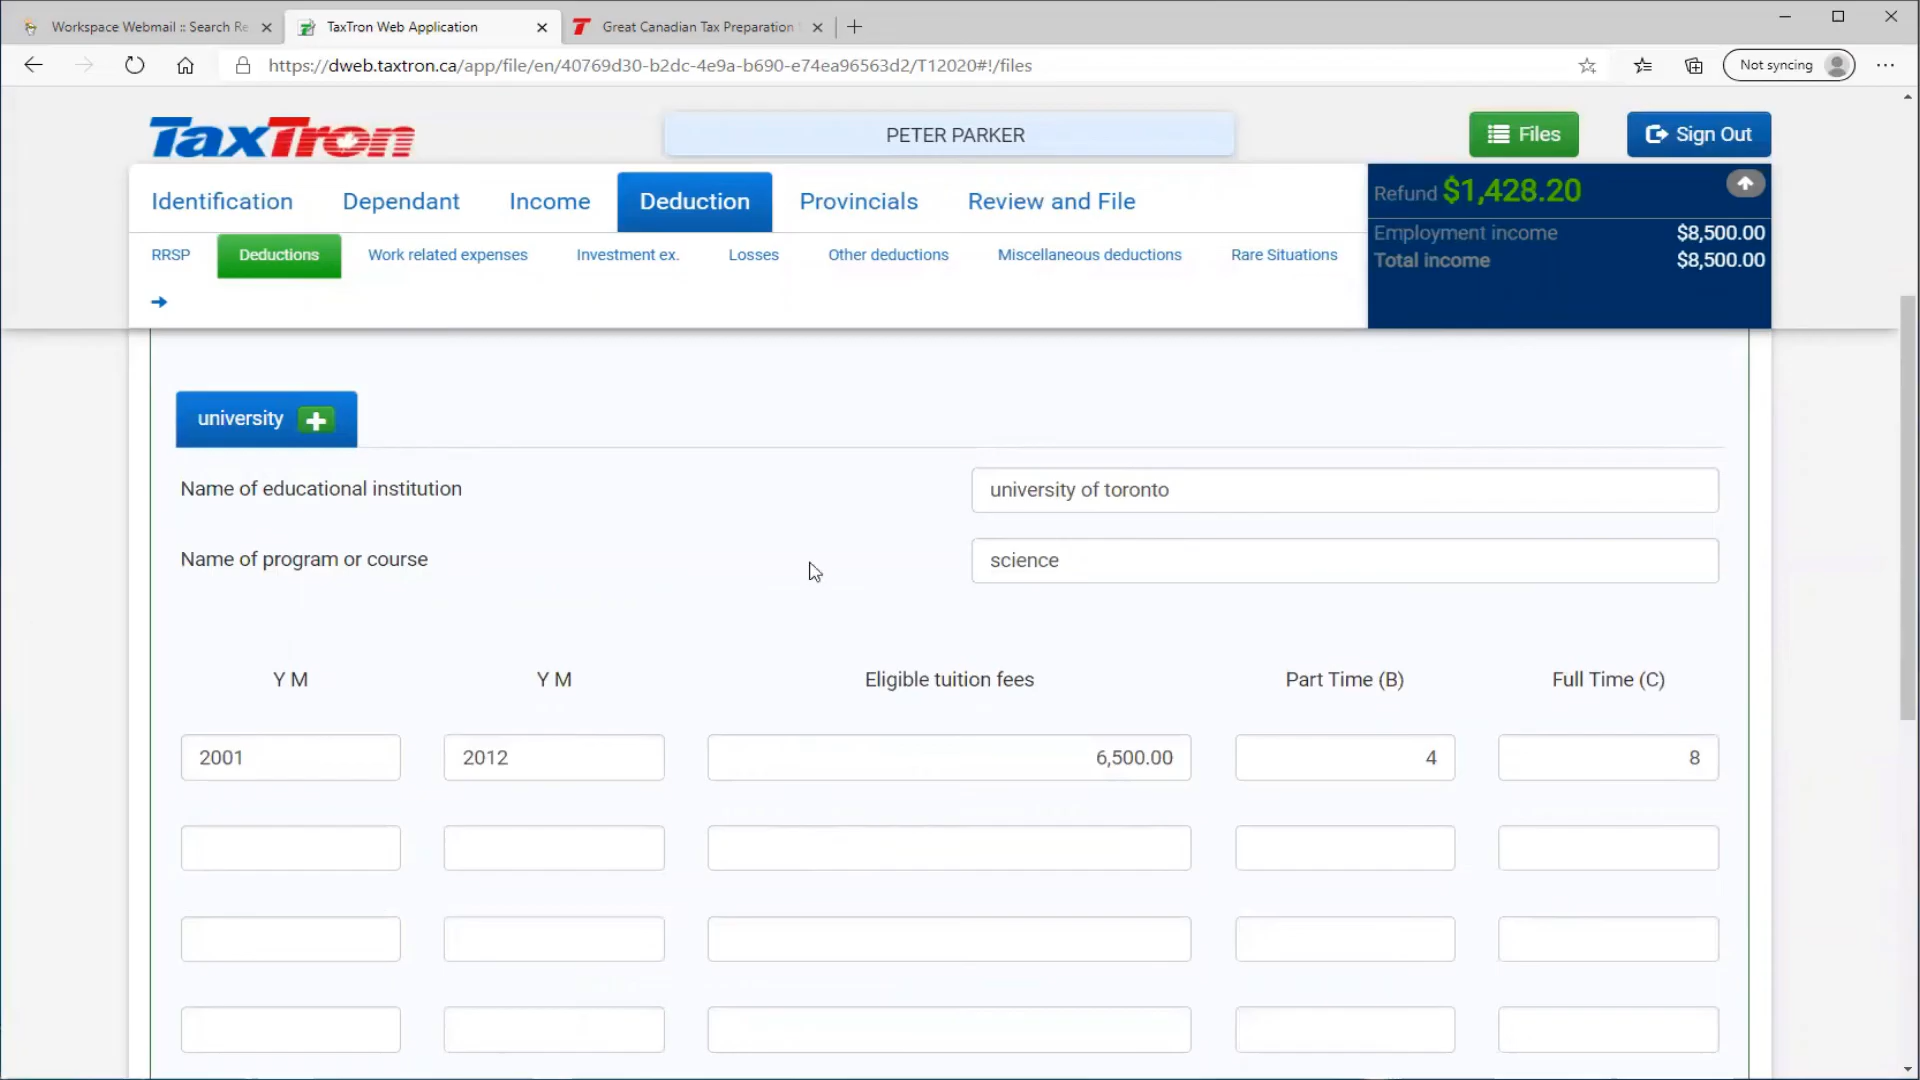 Workspace Webmail :: Search Re
TaxTron Web Application
Great Canadian Tax Preparation
https://dweb.taxtron.ca/app/file/en/40769d30-b2dc-4e9a-b690-e74ea96563d2/T12020#!/files
Not syncing
TaxTron
PETER PARKER
Files
Sign Out
Identification Dependant Income Deduction Provincials Review and File
Refund $1,428.20
Employment income $8,500.00
Total income $8,500.00
RRSP Deductions Work related expenses Investment ex. Losses Other deductions Miscellaneous deductions Rare Situations
university
Name of educational institution university of toronto
Name of program or course science
Y M Y M Eligible tuition fees Part Time (B) Full Time (C)
2001 2012 6,500.00 4 8